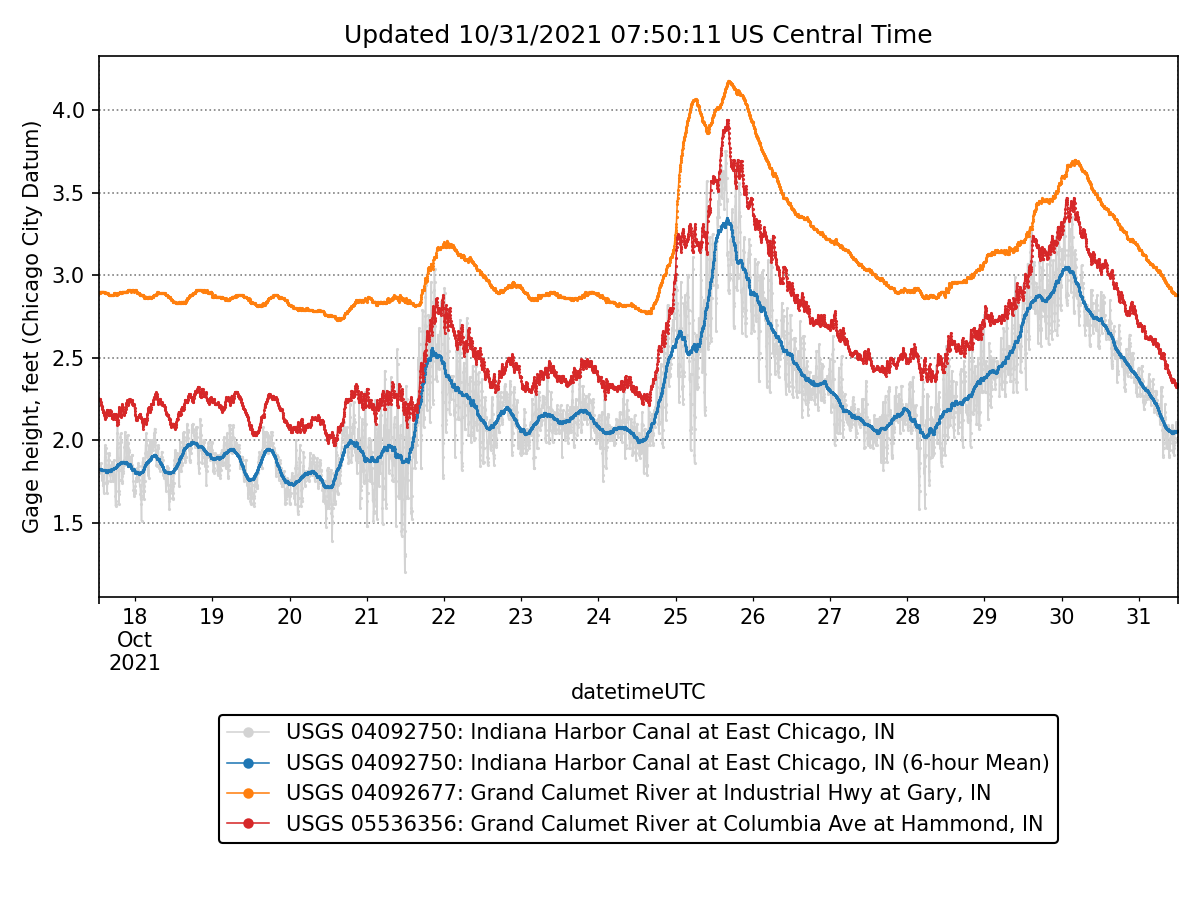 Updated 10/31/2021 07:50:11 US Central Time
Gage height, feet (Chicago City Datum)
4.0
3.5
3.0
2.5
2.0
1.5
18 19 20 21 22 23 24 25 26 27 28 29 30 31
Oct
2021
datetimeUTC
USGS 04092750: Indiana Harbor Canal at East Chicago, IN
USGS 04092750: Indiana Harbor Canal at East Chicago, IN (6-hour Mean)
USGS 04092677: Grand Calumet River at Industrial Hwy at Gary, IN
USGS 05536356: Grand Calumet River at Columbia Ave at Hammond, IN